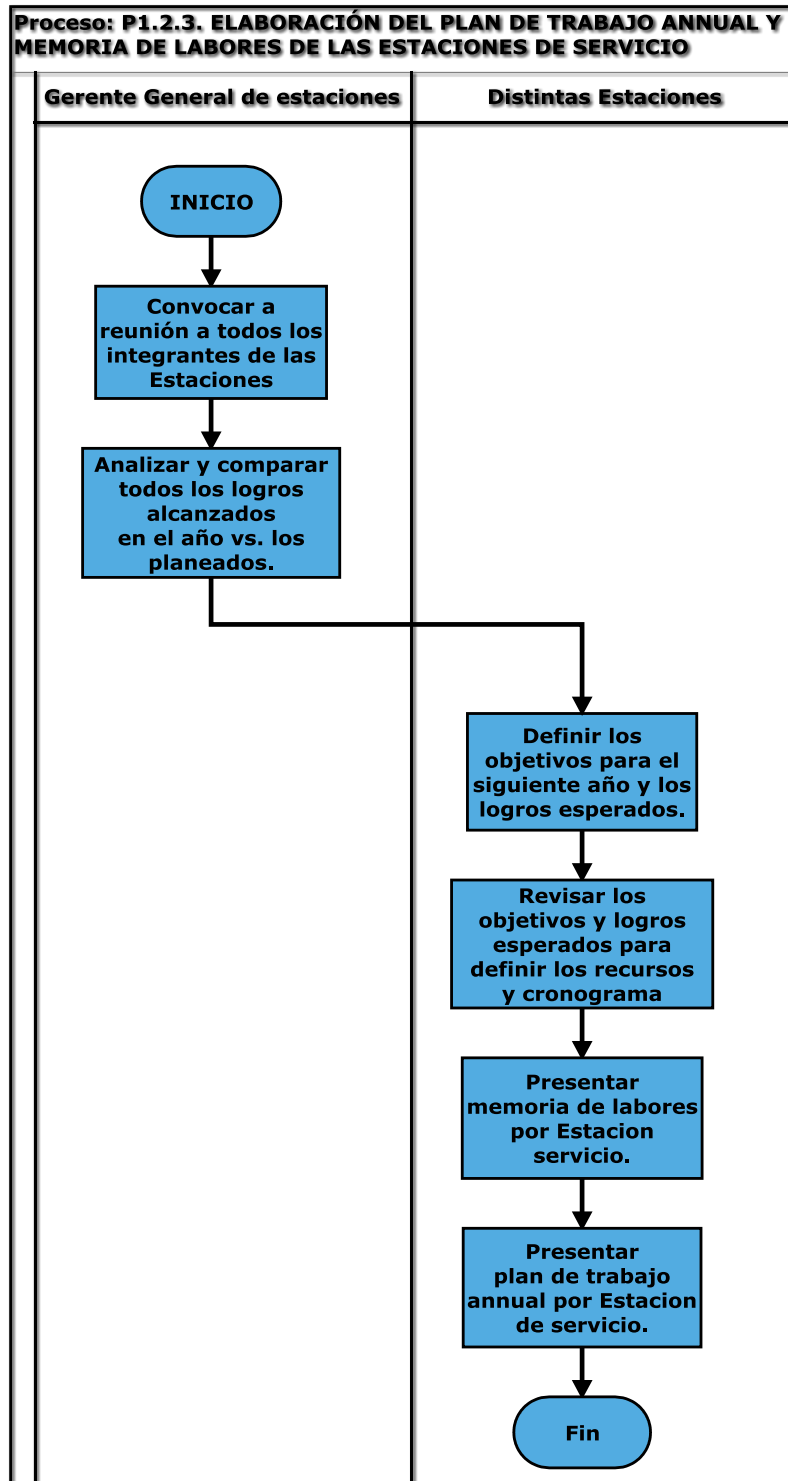 Proceso: P1.2.3. ELABORACIÓN DEL PLAN DE TRABAJO ANNUAL Y
MEMORIA DE LABORES DE LAS ESTACIONES DE SERVICIO
Gerente General de estaciones
Distintas Estaciones
INICIO
Convocar a
reunión a todos los
integrantes de las
Estaciones
Analizar y comparar
todos los logros
alcanzados
en el año vs. los
planeados.
Definir los
objetivos para el
siguiente año y los
logros esperados.
Revisar los
objetivos y logros
esperados para
definir los recursos
y cronograma
Presentar
memoria de labores
por Estacion
servicio.
Presentar
plan de trabajo
annual por Estacion
de servicio.
Fin